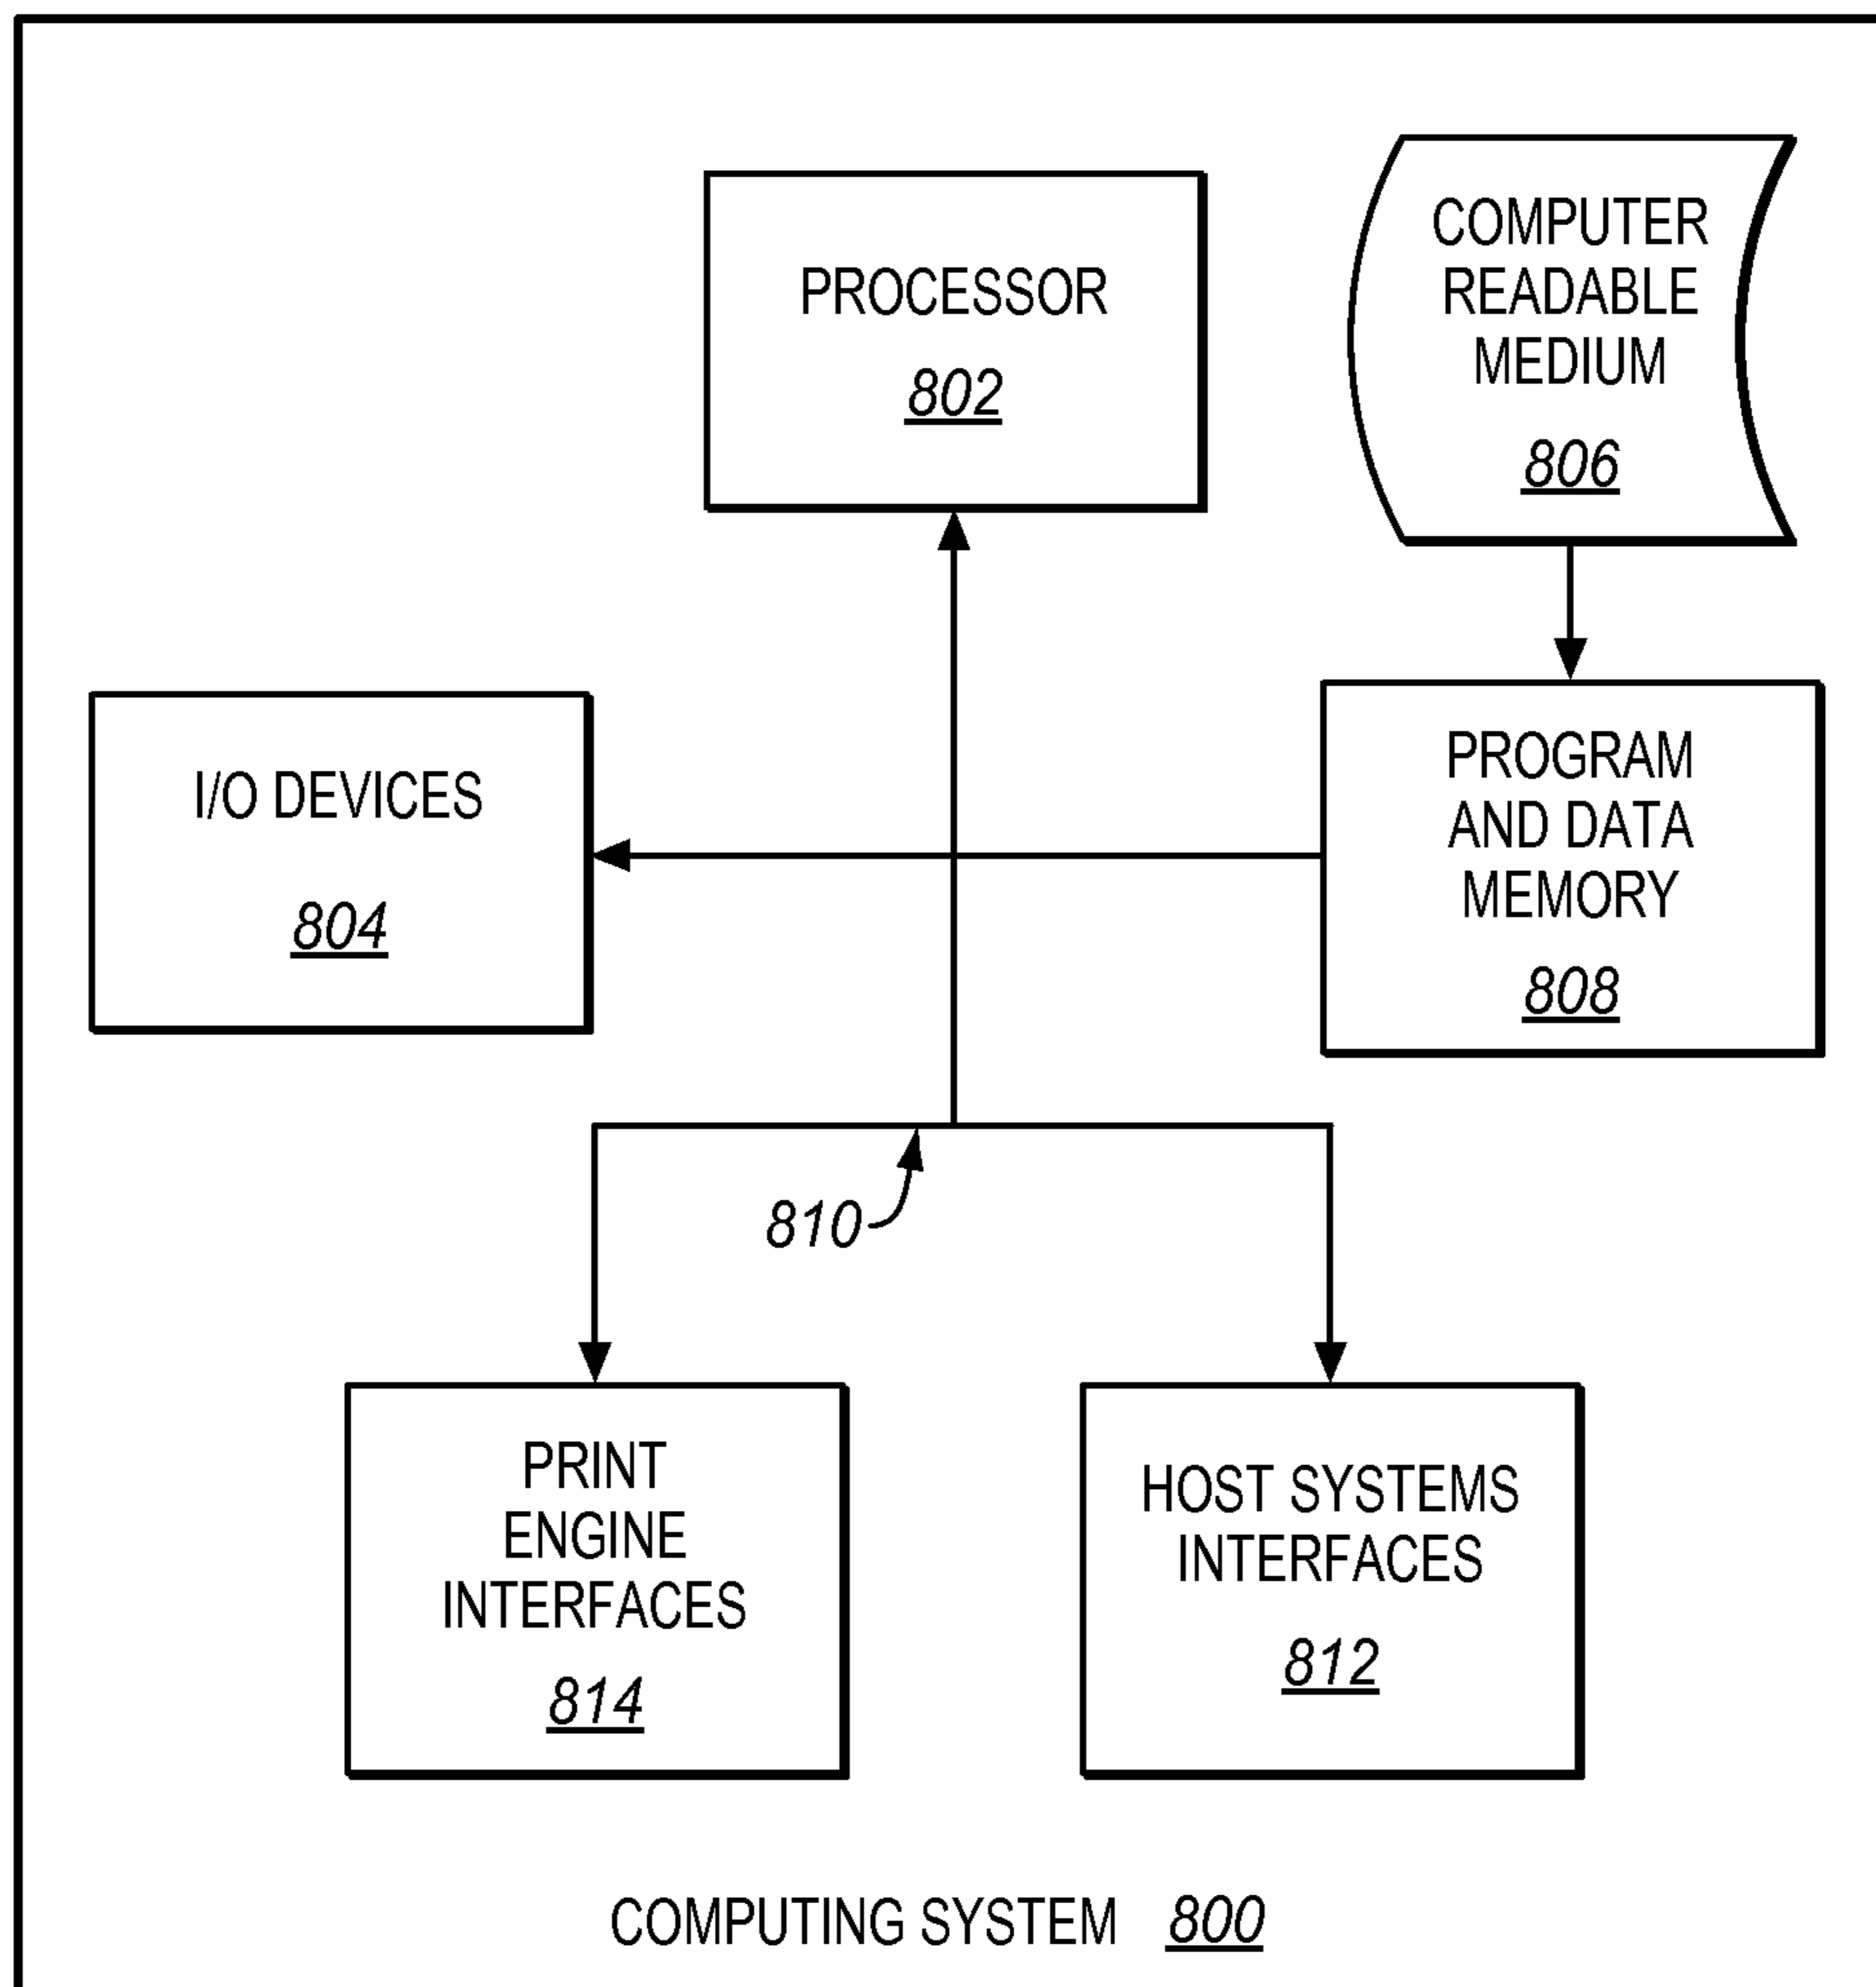 PROCESSOR
802
COMPUTER
READABLE
MEDIUM
806
I/O DEVICES
804
PROGRAM
AND DATA
MEMORY
808
810
PRINT
ENGINE
INTERFACES
814
HOST SYSTEMS
INTERFACES
812
COMPUTING SYSTEM 800